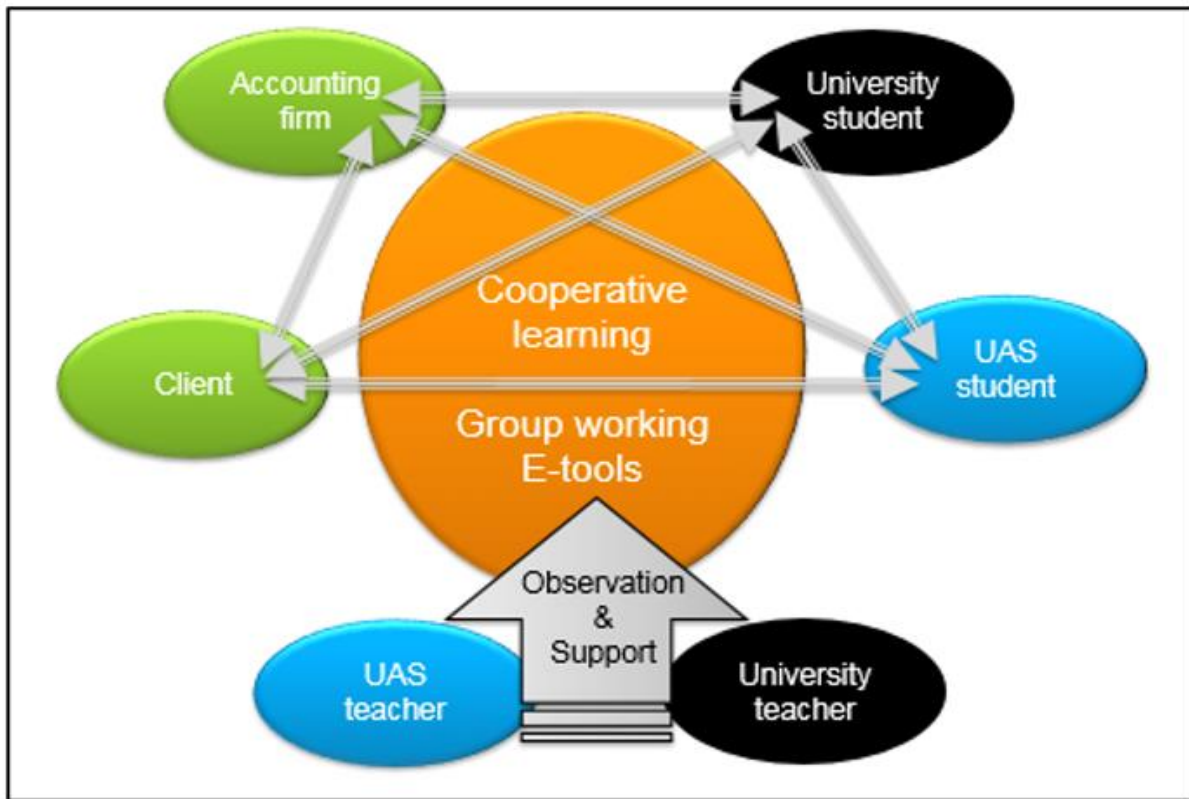 Accounting
firm
University
student
Cooperative
learning
Client
UAS
student
Group working
E-tools
Observation
&
Support
UAS
teacher
University
teacher